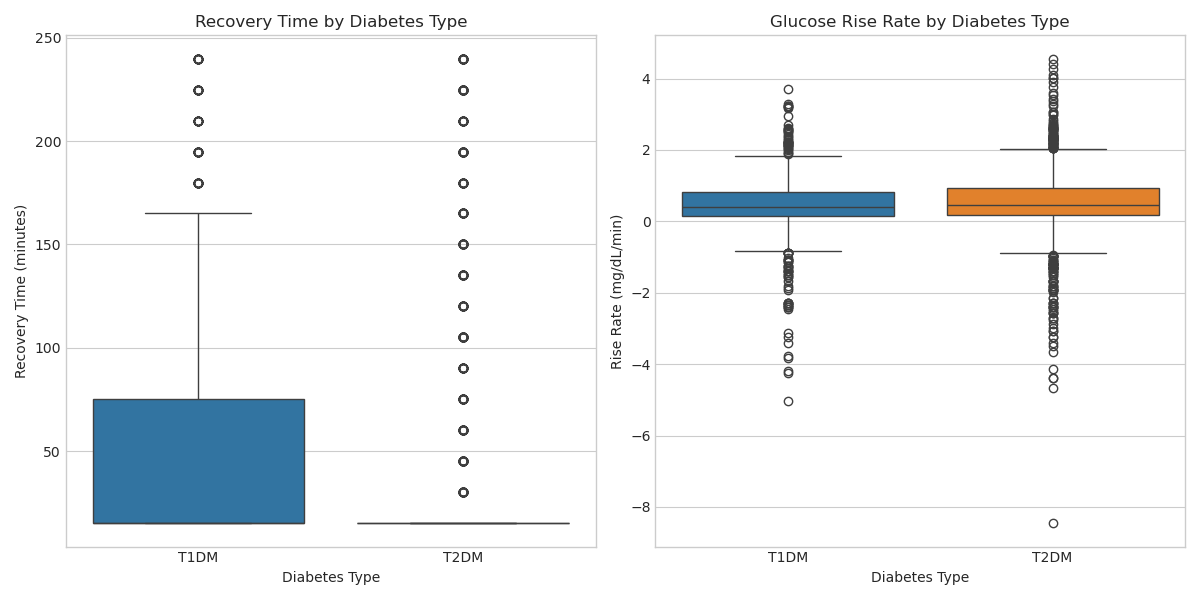 Recovery Time by Diabetes Type
250
200
150
100
50
Recovery Time (minutes)
T1DM
T2DM
Diabetes Type
Glucose Rise Rate by Diabetes Type
4
2
0
−2
−4
−6
−8
Rise Rate (mg/dL/min)
T1DM
T2DM
Diabetes Type